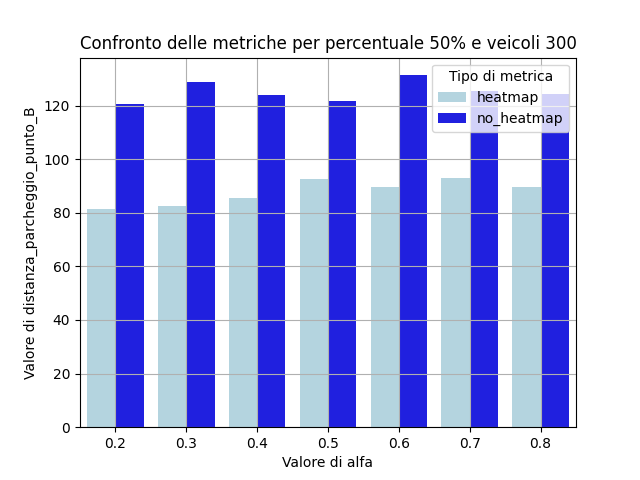 Confronto delle metriche per percentuale 50% e veicoli 300
Tipo di metrica
heatmap
no_heatmap
Valore di distanza_parcheggio_punto_B
120
100
80
60
40
20
0
0.2 0.3 0.4 0.5 0.6 0.7 0.8
Valore di alfa